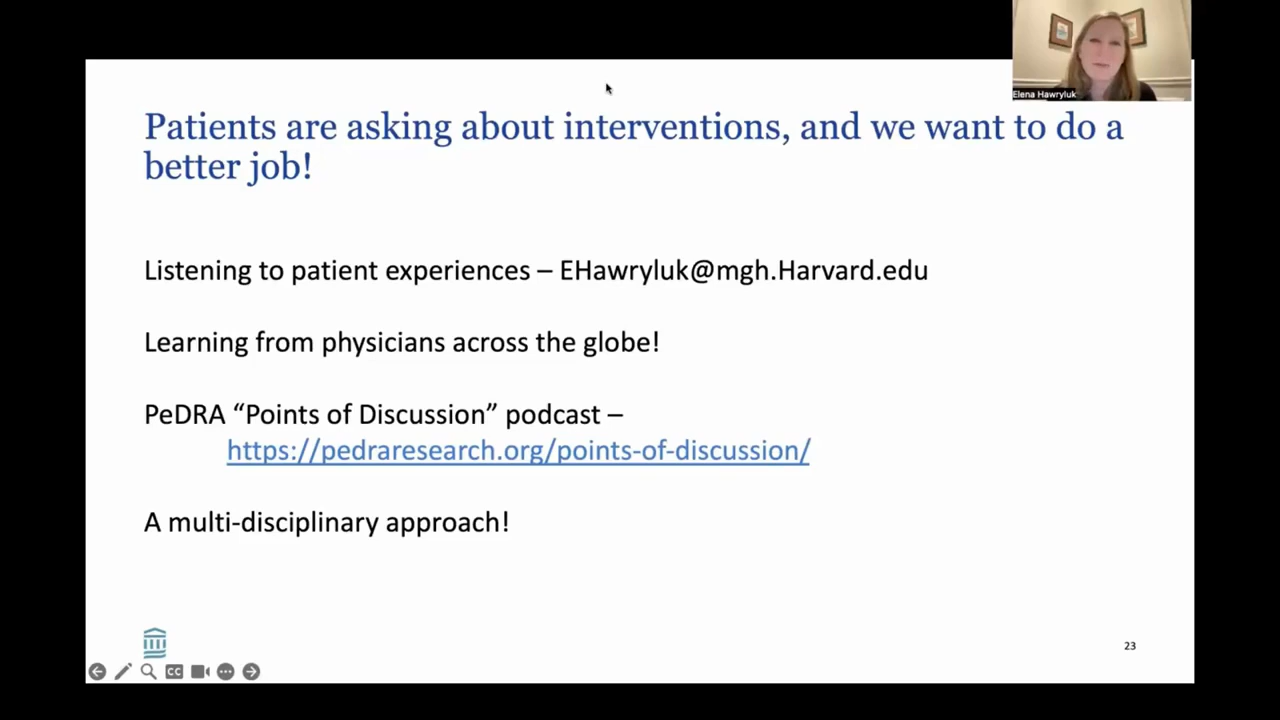 Elena Hawryluk
Patients are asking about interventions, and we want to do a
better job!
Listening to patient experiences – EHawryluk@mgh.Harvard.edu
Learning from physicians across the globe!
PeDRA “Points of Discussion” podcast –
https://pedraresearch.org/points-of-discussion/
A multi-disciplinary approach!
23
CC